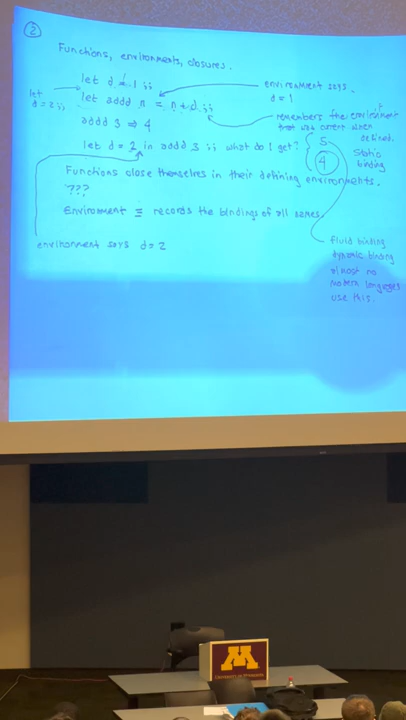 2
Functions, environments, closures.
let d = 1 ;;
environment says
d = 1
let
d = 2 ;;
let addd n = n + d ;;
remembers the environment
that was current when
defined.
addd 3 ⇒ 4
let d = 2 in addd 3 ;; what do I get? { 5
4
Static
binding
Functions close themselves in their defining environments.
???
Environment ≡ records the bindings of all names.
environment says d = 2
fluid binding
dynamic binding
almost no
modern languages
use this.
M
UNIVERSITY OF MINNESOTA